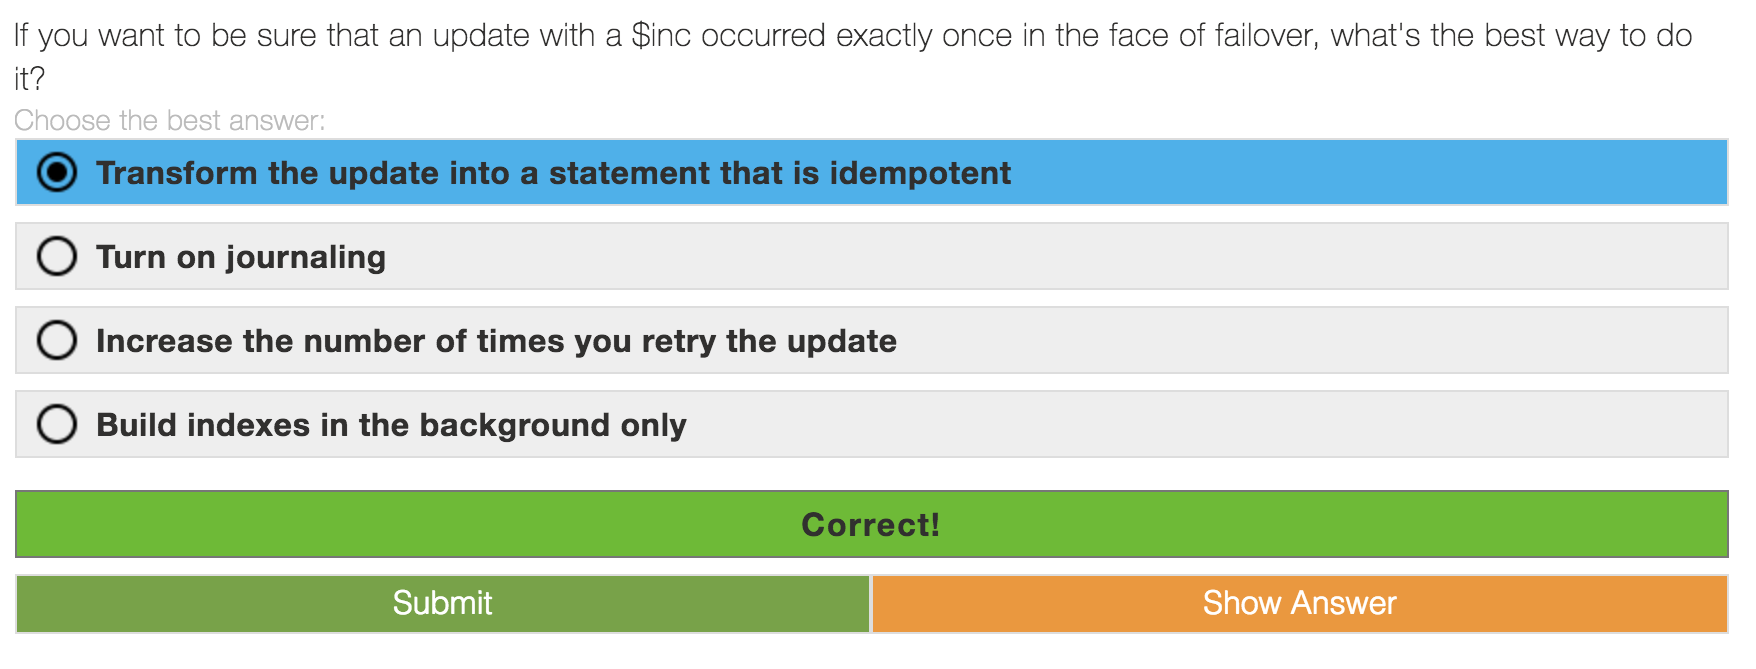 If you want to be sure that an update with a $inc occurred exactly once in the face of failover, what's the best way to do
it?
Choose the best answer:
Transform the update into a statement that is idempotent
Turn on journaling
Increase the number of times you retry the update
Build indexes in the background only
Correct!
Submit
Show Answer